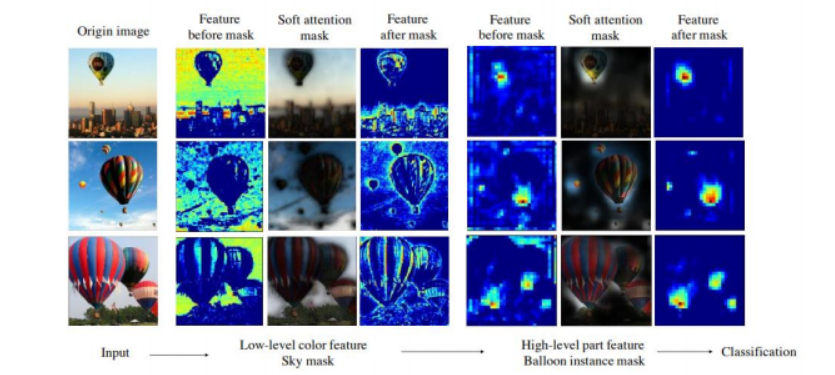 Origin image
Feature
before mask
Soft attention
mask
Feature
after mask
Feature
before mask
Soft attention
mask
Feature
after mask
Input
Low-level color feature
Sky mask
High-level part feature
Balloon instance mask
Classification